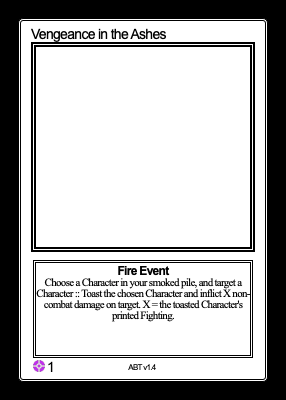 Vengeance in the Ashes
Fire Event
Choose a Character in your smoked pile, and target a
Character :: Toast the chosen Character and inflict X non-
combat damage on target. X = the toasted Character's
printed Fighting.
1
ABT v1.4